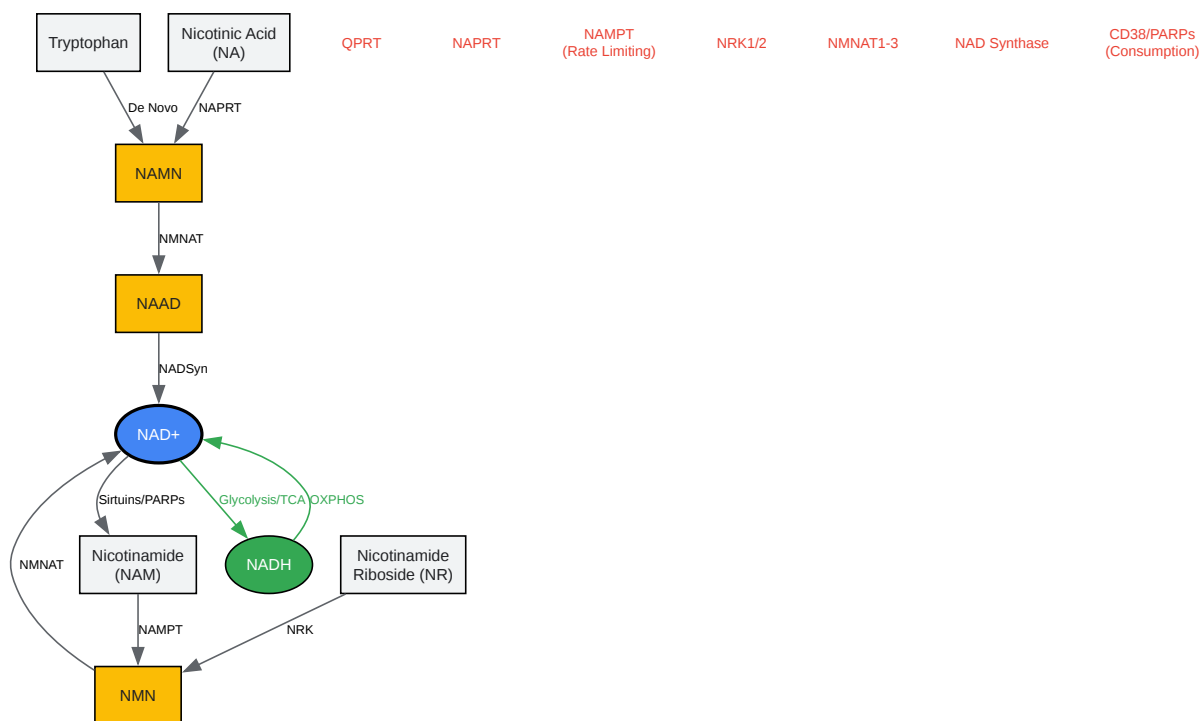 Tryptophan
Nicotinic Acid
(NA)
QPRT
NAPRT
NAMPT
(Rate Limiting)
NRK1/2
NMNAT1-3
NAD Synthase
CD38/PARPs
(Consumption)
De Novo
NAPRT
NAMN
NMNAT
NAAD
NADSyn
NAD+
Sirtuins/PARPs
Glycolysis/TCA
OXPHOS
NMNAT
Nicotinamide
(NAM)
NADH
Nicotinamide
Riboside (NR)
NAMPT
NRK
NMN